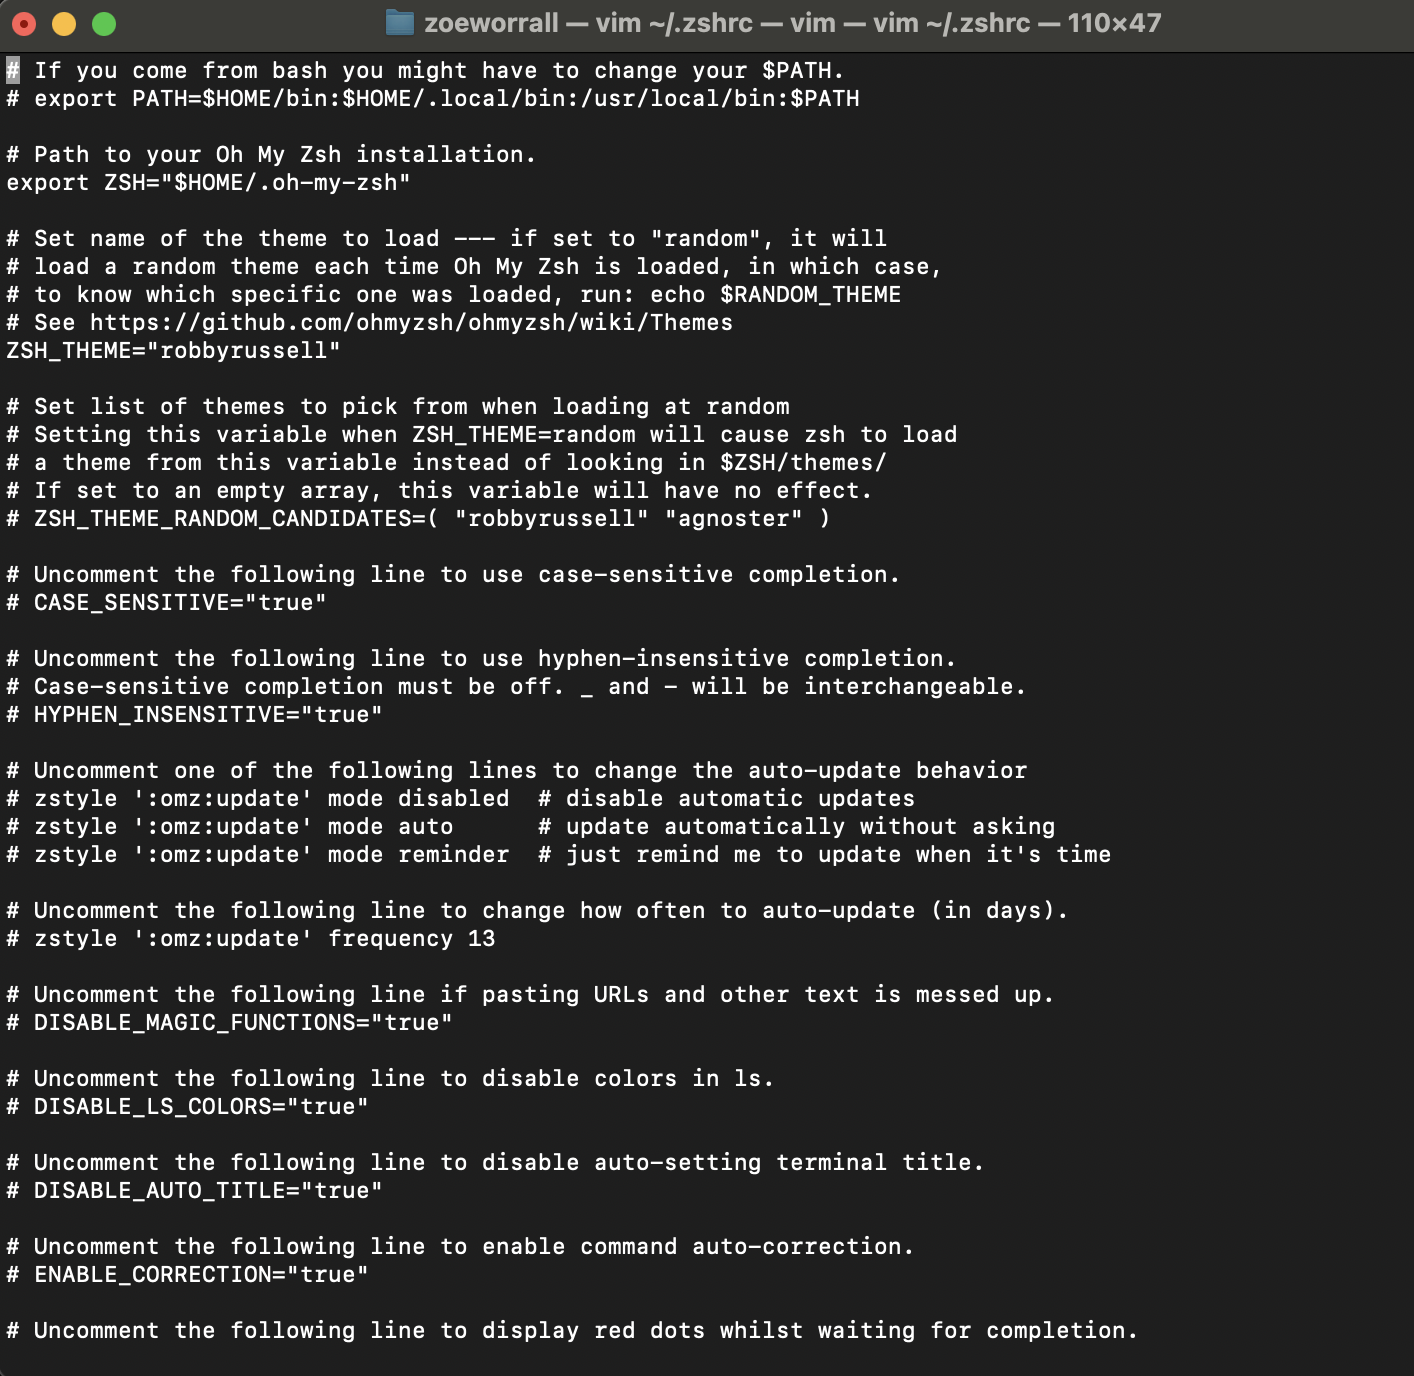 zoeworrall — vim ~/.zshrc — vim — vim ~/.zshrc — 110×47
# If you come from bash you might have to change your $PATH.
# export PATH=$HOME/bin:$HOME/.local/bin:/usr/local/bin:$PATH
# Path to your Oh My Zsh installation.
export ZSH="$HOME/.oh-my-zsh"
# Set name of the theme to load --- if set to "random", it will
# load a random theme each time Oh My Zsh is loaded, in which case,
# to know which specific one was loaded, run: echo $RANDOM_THEME
# See https://github.com/ohmyzsh/ohmyzsh/wiki/Themes
ZSH_THEME="robbyrussell"
# Set list of themes to pick from when loading at random
# Setting this variable when ZSH_THEME=random will cause zsh to load
# a theme from this variable instead of looking in $ZSH/themes/
# If set to an empty array, this variable will have no effect.
# ZSH_THEME_RANDOM_CANDIDATES=( "robbyrussell" "agnoster" )
# Uncomment the following line to use case-sensitive completion.
# CASE_SENSITIVE="true"
# Uncomment the following line to use hyphen-insensitive completion.
# Case-sensitive completion must be off. _ and - will be interchangeable.
# HYPHEN_INSENSITIVE="true"
# Uncomment one of the following lines to change the auto-update behavior
# zstyle ':omz:update' mode disabled  # disable automatic updates
# zstyle ':omz:update' mode auto      # update automatically without asking
# zstyle ':omz:update' mode reminder  # just remind me to update when it's time
# Uncomment the following line to change how often to auto-update (in days).
# zstyle ':omz:update' frequency 13
# Uncomment the following line if pasting URLs and other text is messed up.
# DISABLE_MAGIC_FUNCTIONS="true"
# Uncomment the following line to disable colors in ls.
# DISABLE_LS_COLORS="true"
# Uncomment the following line to disable auto-setting terminal title.
# DISABLE_AUTO_TITLE="true"
# Uncomment the following line to enable command auto-correction.
# ENABLE_CORRECTION="true"
# Uncomment the following line to display red dots whilst waiting for completion.